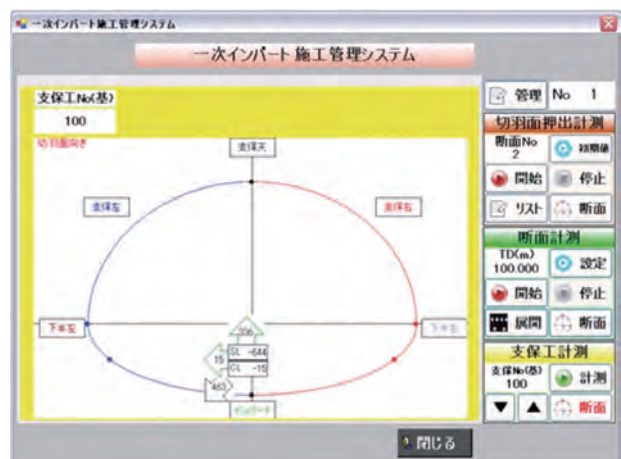 一次インバート施工管理システム
一次インバート 施工管理システム
支保工No(基)
100
切羽面向き
支保天
支保左
支保右
下半左
下半右
336
15
SL -644
CL -15
463
インバート
管理 No 1
切羽面押出計測
断面No
2
初期値
開始 停止
リスト 断面
断面計測
TD(m)
100.000
設定
開始 停止
展開 断面
支保工計測
支保No(基)
100
計測
▼ ▲ 断面
閉じる